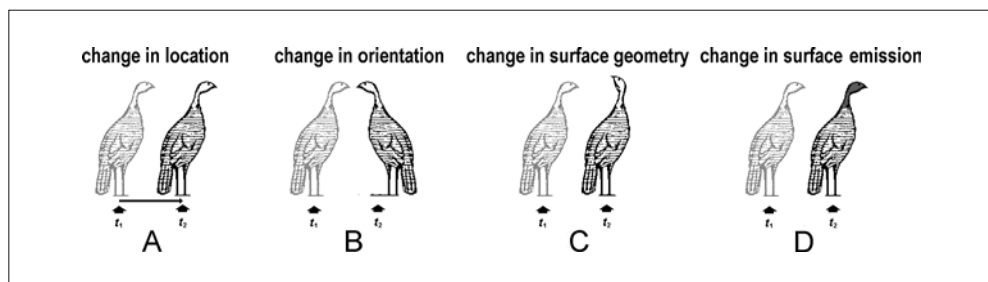 change in location change in orientation change in surface geometry change in surface emission
t₁ t₂ t₁ t₂ t₁ t₂ t₁ t₂
A B C D